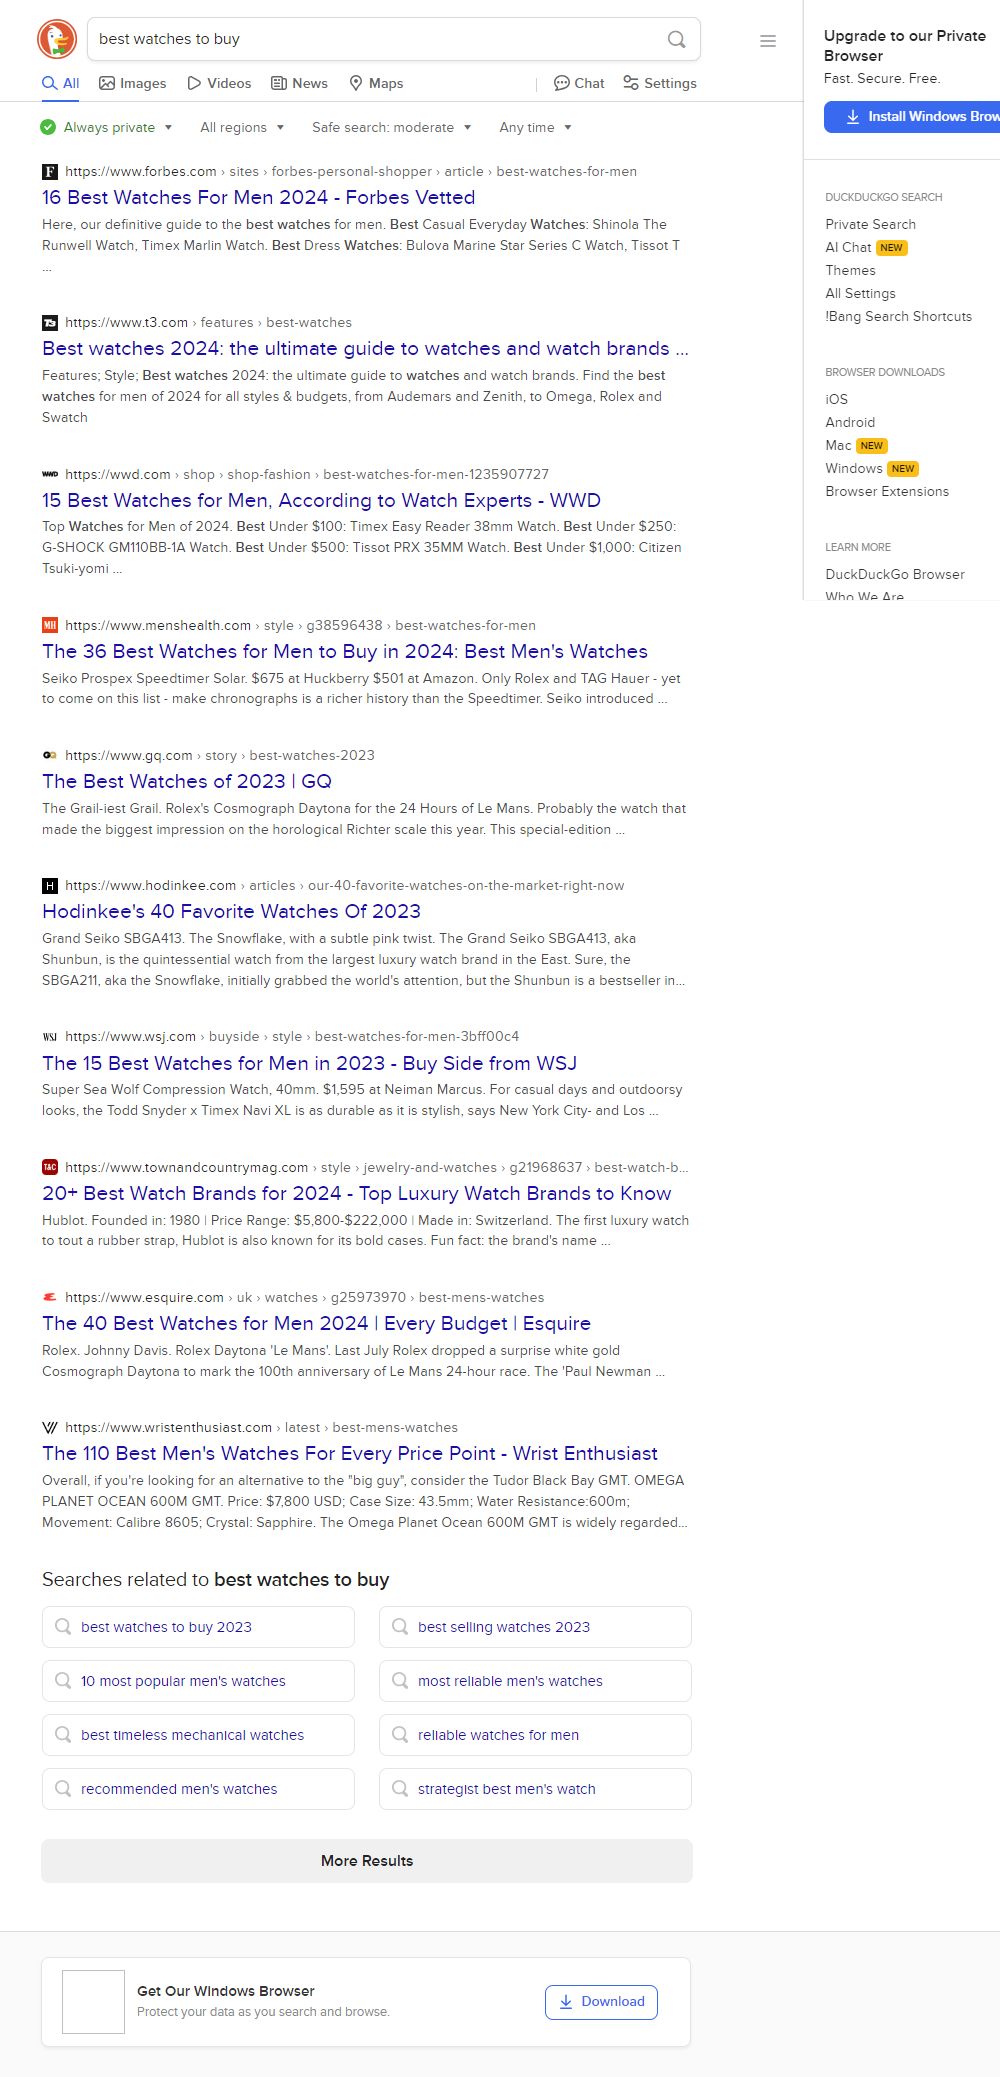 best watches to buy
All
Images
Videos
News
Maps
Chat
Settings
Always private
All regions
Safe search: moderate
Any time
https://www.forbes.com › sites › forbes-personal-shopper › article › best-watches-for-men
16 Best Watches For Men 2024 - Forbes Vetted
Here, our definitive guide to the best watches for men. Best Casual Everyday Watches: Shinola The
Runwell Watch, Timex Marlin Watch. Best Dress Watches: Bulova Marine Star Series C Watch, Tissot T
...
https://www.t3.com › features › best-watches
Best watches 2024: the ultimate guide to watches and watch brands ...
Features; Style; Best watches 2024: the ultimate guide to watches and watch brands. Find the best
watches for men of 2024 for all styles & budgets, from Audemars and Zenith, to Omega, Rolex and
Swatch
https://wwd.com › shop › shop-fashion › best-watches-for-men-1235907727
15 Best Watches for Men, According to Watch Experts - WWD
Top Watches for Men of 2024. Best Under $100: Timex Easy Reader 38mm Watch. Best Under $250:
G-SHOCK GM110BB-1A Watch. Best Under $500: Tissot PRX 35MM Watch. Best Under $1,000: Citizen
Tsuki-yomi ...
https://www.menshealth.com › style › g38596438 › best-watches-for-men
The 36 Best Watches for Men to Buy in 2024: Best Men's Watches
Seiko Prospex Speedtimer Solar. $675 at Huckberry $501 at Amazon. Only Rolex and TAG Hauer - yet
to come on this list - make chronographs is a richer history than the Speedtimer. Seiko introduced ...
https://www.gq.com › story › best-watches-2023
The Best Watches of 2023 | GQ
The Grail-iest Grail. Rolex's Cosmograph Daytona for the 24 Hours of Le Mans. Probably the watch that
made the biggest impression on the horological Richter scale this year. This special-edition ...
https://www.hodinkee.com › articles › our-40-favorite-watches-on-the-market-right-now
Hodinkee's 40 Favorite Watches Of 2023
Grand Seiko SBGA413. The Snowflake, with a subtle pink twist. The Grand Seiko SBGA413, aka
Shunbun, is the quintessential watch from the largest luxury watch brand in the East. Sure, the
SBGA211, aka the Snowflake, initially grabbed the world's attention, but the Shunbun is a bestseller in...
https://www.wsj.com › buyside › style › best-watches-for-men-3bff00c4
The 15 Best Watches for Men in 2023 - Buy Side from WSJ
Super Sea Wolf Compression Watch, 40mm. $1,595 at Neiman Marcus. For casual days and outdoorsy
looks, the Todd Snyder x Timex Navi XL is as durable as it is stylish, says New York City- and Los ...
https://www.townandcountrymag.com › style › jewelry-and-watches › g21968637 › best-watch-b...
20+ Best Watch Brands for 2024 - Top Luxury Watch Brands to Know
Hublot. Founded in: 1980 | Price Range: $5,800-$222,000 | Made in: Switzerland. The first luxury watch
to tout a rubber strap, Hublot is also known for its bold cases. Fun fact: the brand's name ...
https://www.esquire.com › uk › watches › g25973970 › best-mens-watches
The 40 Best Watches for Men 2024 | Every Budget | Esquire
Rolex. Johnny Davis. Rolex Daytona 'Le Mans'. Last July Rolex dropped a surprise white gold
Cosmograph Daytona to mark the 100th anniversary of Le Mans 24-hour race. The 'Paul Newman ...
https://www.wristenthusiast.com › latest › best-mens-watches
The 110 Best Men's Watches For Every Price Point - Wrist Enthusiast
Overall, if you're looking for an alternative to the "big guy", consider the Tudor Black Bay GMT. OMEGA
PLANET OCEAN 600M GMT. Price: $7,800 USD; Case Size: 43.5mm; Water Resistance:600m;
Movement: Calibre 8605; Crystal: Sapphire. The Omega Planet Ocean 600M GMT is widely regarded...
Searches related to best watches to buy
best watches to buy 2023
best selling watches 2023
10 most popular men's watches
most reliable men's watches
best timeless mechanical watches
reliable watches for men
recommended men's watches
strategist best men's watch
More Results
Get Our Windows Browser
Protect your data as you search and browse.
Download
Upgrade to our Private
Browser
Fast. Secure. Free.
Install Windows Brow
DUCKDUCKGO SEARCH
Private Search
AI Chat NEW
Themes
All Settings
!Bang Search Shortcuts
BROWSER DOWNLOADS
iOS
Android
Mac NEW
Windows NEW
Browser Extensions
LEARN MORE
DuckDuckGo Browser
Who We Are